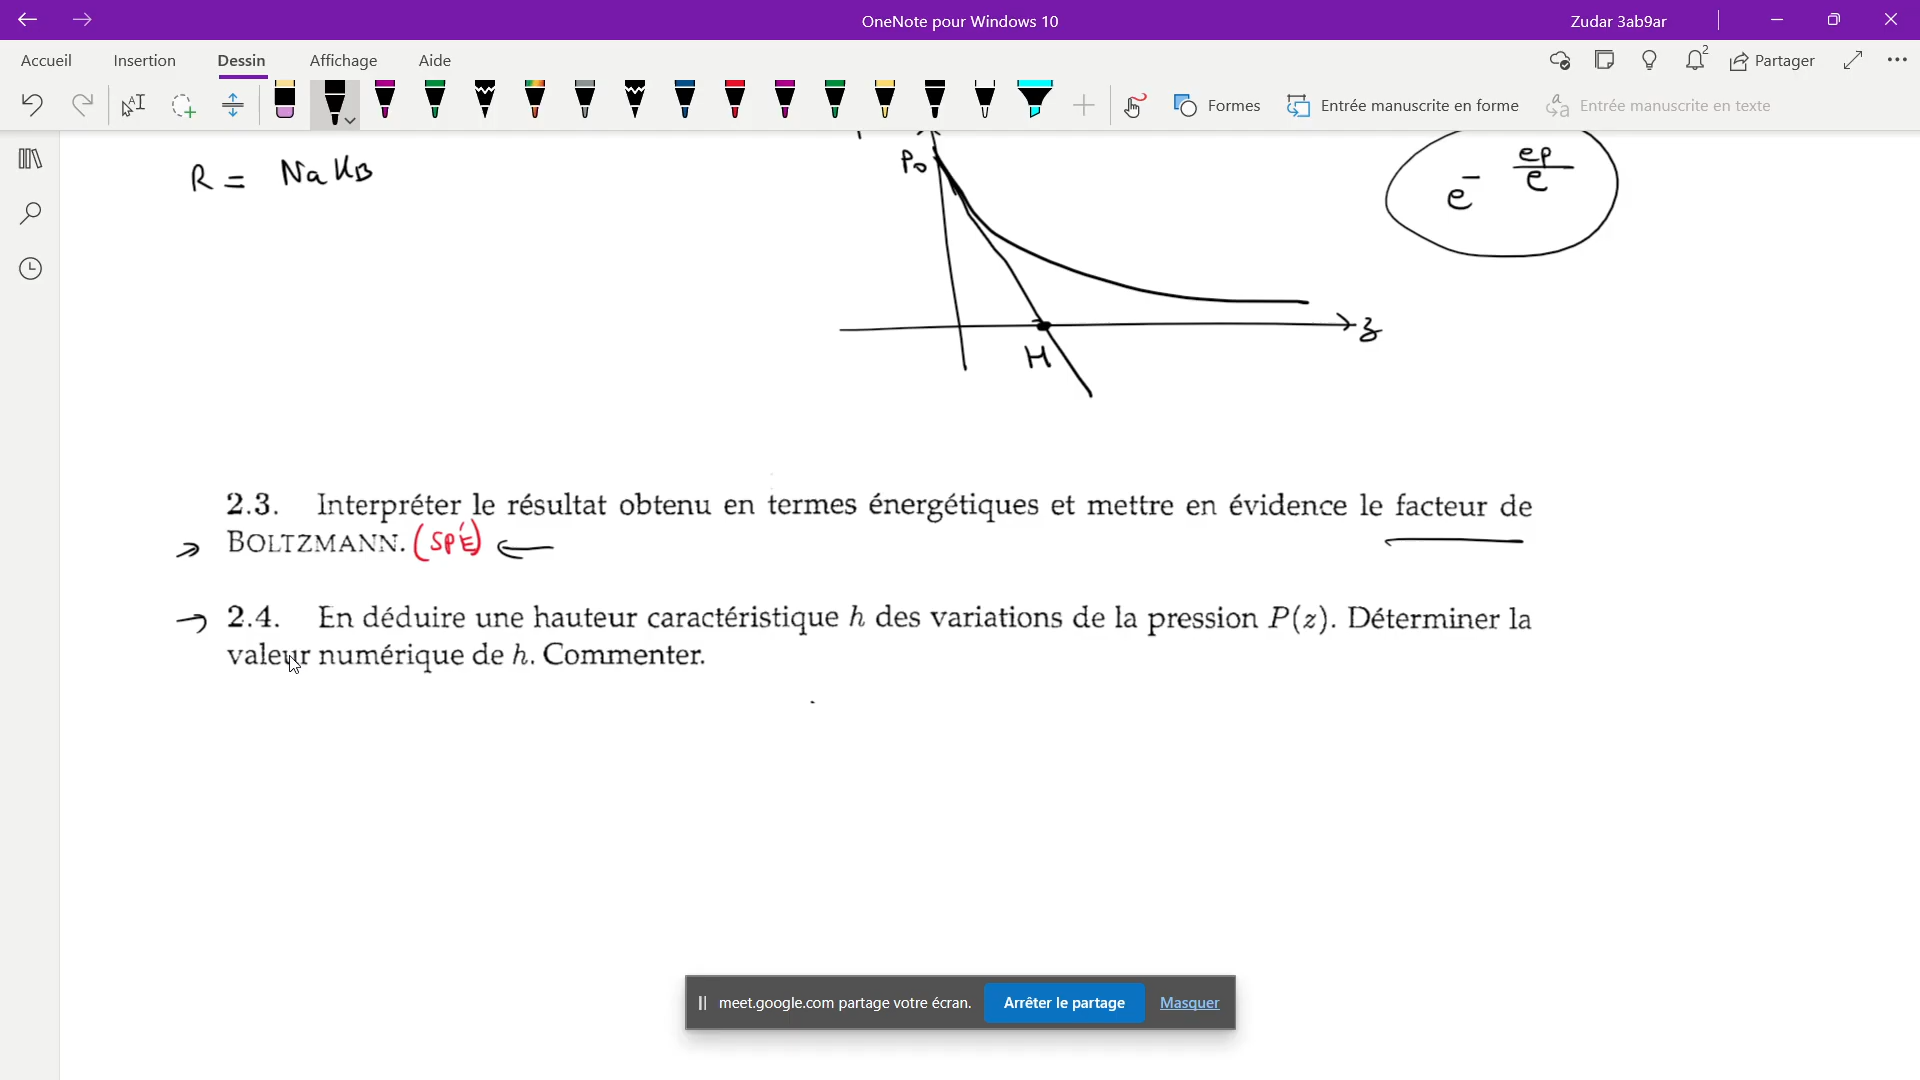 OneNote pour Windows 10
Zudar 3ab9ar
Accueil Insertion Dessin Affichage Aide
2
Partager
Formes
Entrée manuscrite en forme
Entrée manuscrite en texte
R = Na KB
P0
e^- ep/e
z
H
2.3. Interpréter le résultat obtenu en termes énergétiques et mettre en évidence le facteur de
BOLTZMANN. (SPÉ)
2.4. En déduire une hauteur caractéristique h des variations de la pression P(z). Déterminer la
valeur numérique de h. Commenter.
meet.google.com partage votre écran. Arrêter le partage Masquer